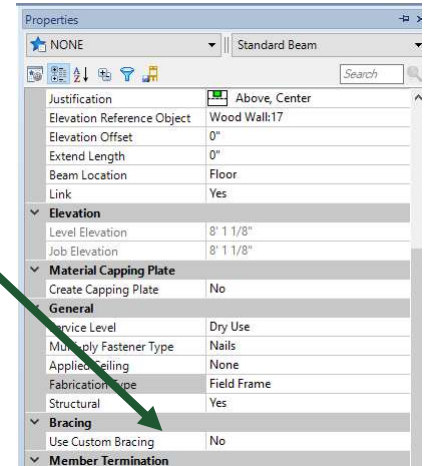 Properties
NONE Standard Beam
Search
Justification Above, Center
Elevation Reference Object Wood Wall:17
Elevation Offset 0"
Extend Length 0"
Beam Location Floor
Link Yes
Elevation
Level Elevation 8' 1 1/8"
Job Elevation 8' 1 1/8"
Material Capping Plate
Create Capping Plate No
General
Service Level Dry Use
Fastener Type Nails
Applied Ceiling None
Fabrication Type Field Frame
Structural Yes
Bracing
Use Custom Bracing No
Member Termination